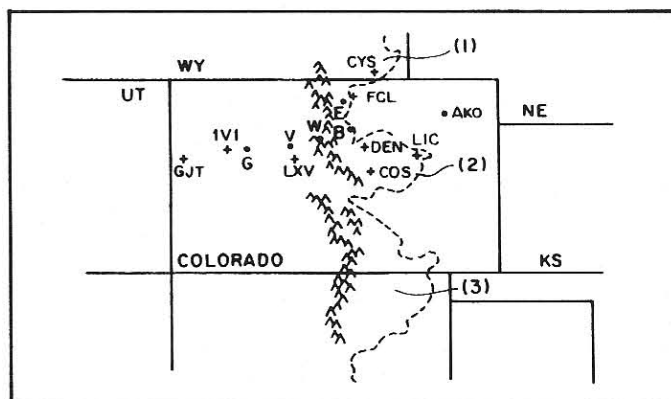 (1)
CYS
WY
UT
FCL
E
AKO
NE
B
W
1V1
V
DEN
LIC
GJT
G
LXV
COS
(2)
COLORADO
KS
(3)